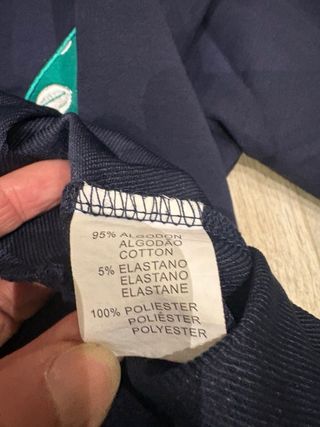 95% ALGODON
ALGODÃO
COTTON
5% ELASTANO
ELASTANO
ELASTANE
100% POLIESTER
POLIÉSTER
POLYESTER